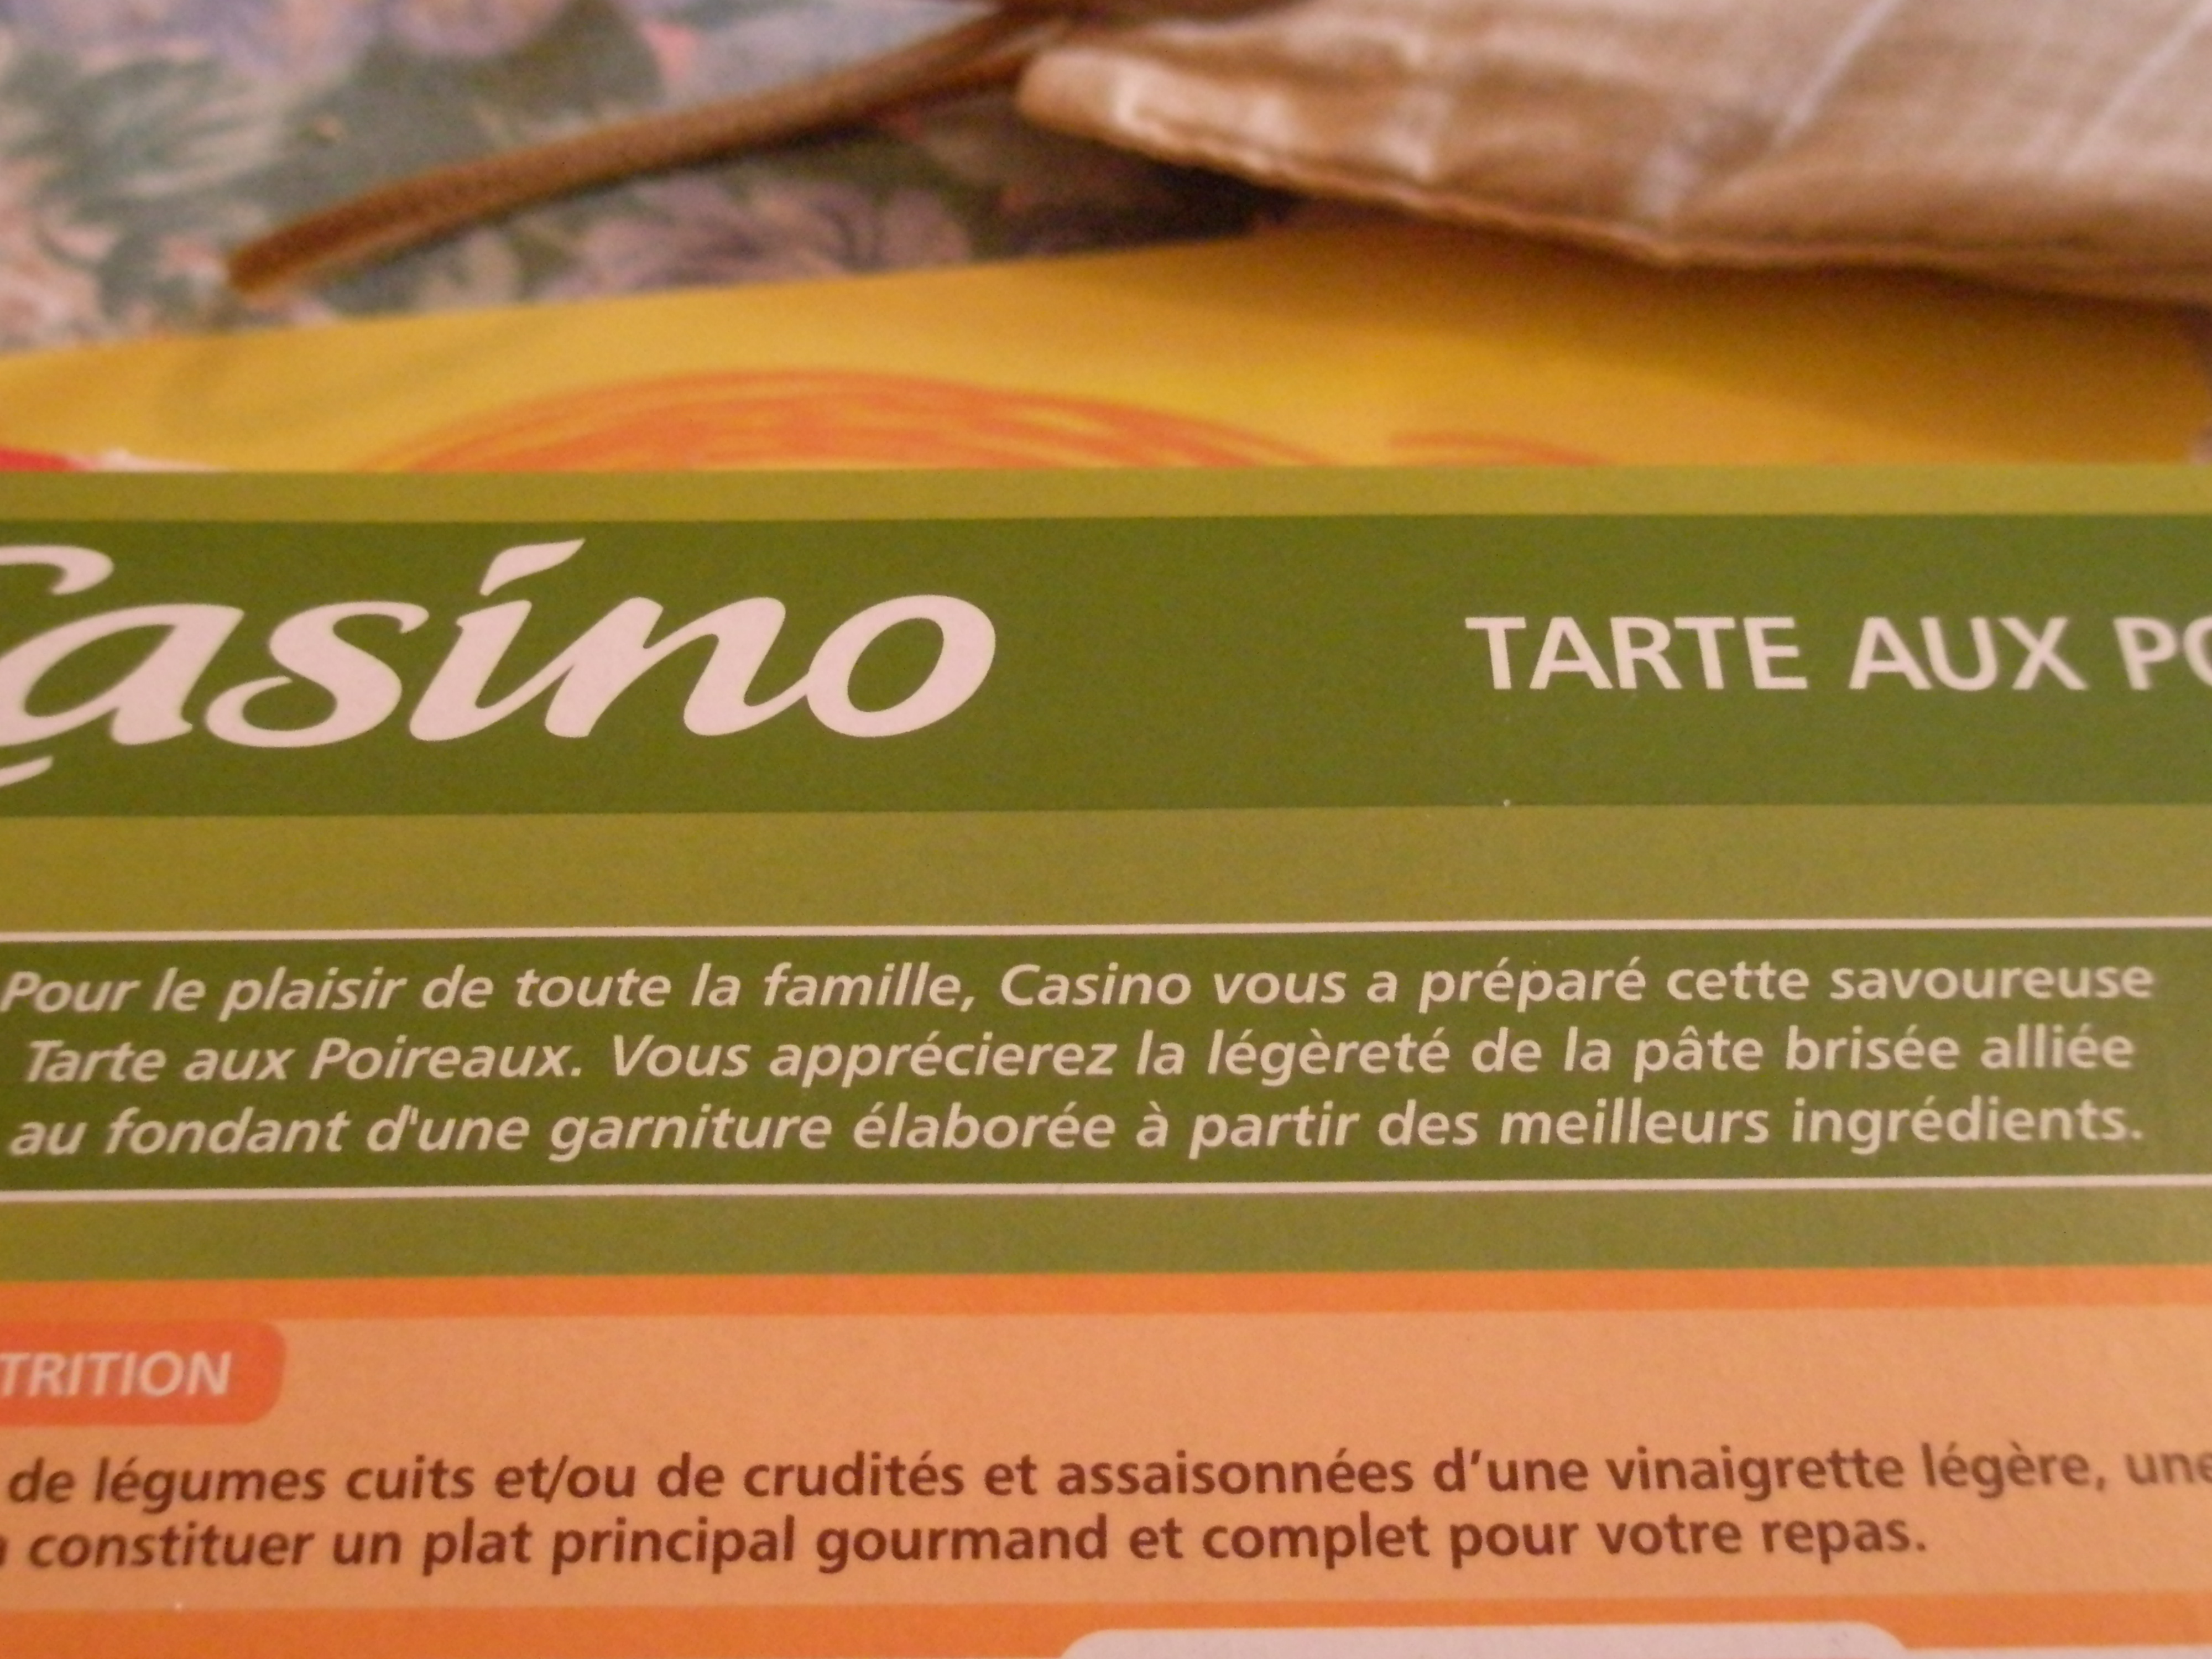 Casino
TARTE AUX PO
Pour le plaisir de toute la famille, Casino vous a préparé cette savoureuse
Tarte aux Poireaux. Vous apprécierez la légèreté de la pâte brisée alliée
au fondant d'une garniture élaborée à partir des meilleurs ingrédients.
TRITION
de légumes cuits et/ou de crudités et assaisonnées d’une vinaigrette légère, une
constituer un plat principal gourmand et complet pour votre repas.